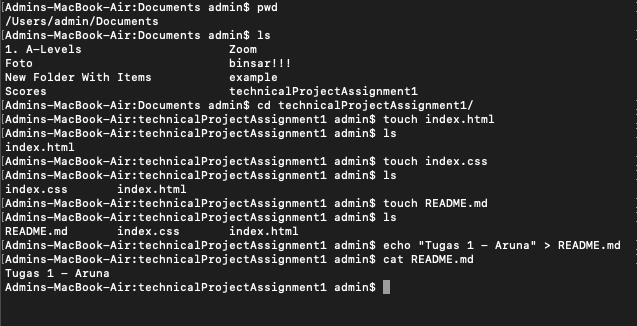 [Admins-MacBook-Air:Documents admin$ pwd
/Users/admin/Documents
[Admins-MacBook-Air:Documents admin$ ls
1. A-Levels Zoom
Foto binsar!!!
New Folder With Items example
Scores technicalProjectAssignment1
[Admins-MacBook-Air:Documents admin$ cd technicalProjectAssignment1/
[Admins-MacBook-Air:technicalProjectAssignment1 admin$ touch index.html
[Admins-MacBook-Air:technicalProjectAssignment1 admin$ ls
index.html
[Admins-MacBook-Air:technicalProjectAssignment1 admin$ touch index.css
[Admins-MacBook-Air:technicalProjectAssignment1 admin$ ls
index.css index.html
[Admins-MacBook-Air:technicalProjectAssignment1 admin$ touch README.md
[Admins-MacBook-Air:technicalProjectAssignment1 admin$ ls
README.md index.css index.html
[Admins-MacBook-Air:technicalProjectAssignment1 admin$ echo "Tugas 1 - Aruna" > README.md
[Admins-MacBook-Air:technicalProjectAssignment1 admin$ cat README.md
Tugas 1 - Aruna
Admins-MacBook-Air:technicalProjectAssignment1 admin$